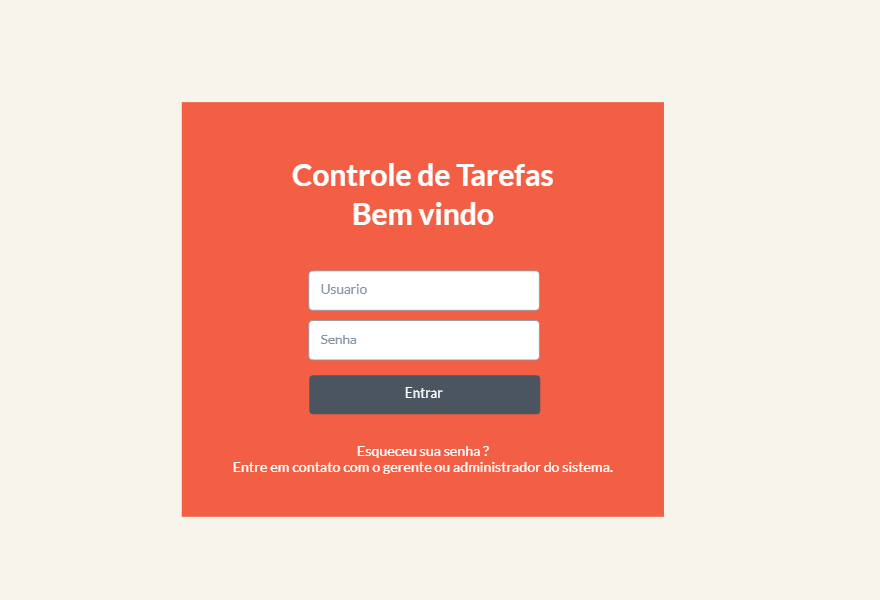 Controle de Tarefas
Bem vindo
Usuario
Senha
Entrar
Esqueceu sua senha ?
Entre em contato com o gerente ou administrador do sistema.